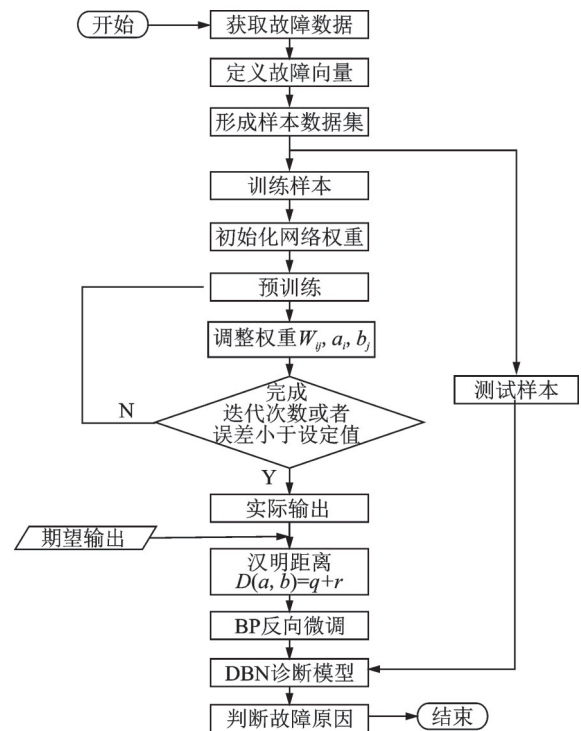 开始
获取故障数据
定义故障向量
形成样本数据集
训练样本
初始化网络权重
预训练
调整权重Wij, ai, bj
完成
迭代次数或者
误差小于设定值
N
Y
测试样本
实际输出
期望输出
汉明距离
D(a, b)=q+r
BP反向微调
DBN诊断模型
判断故障原因
结束